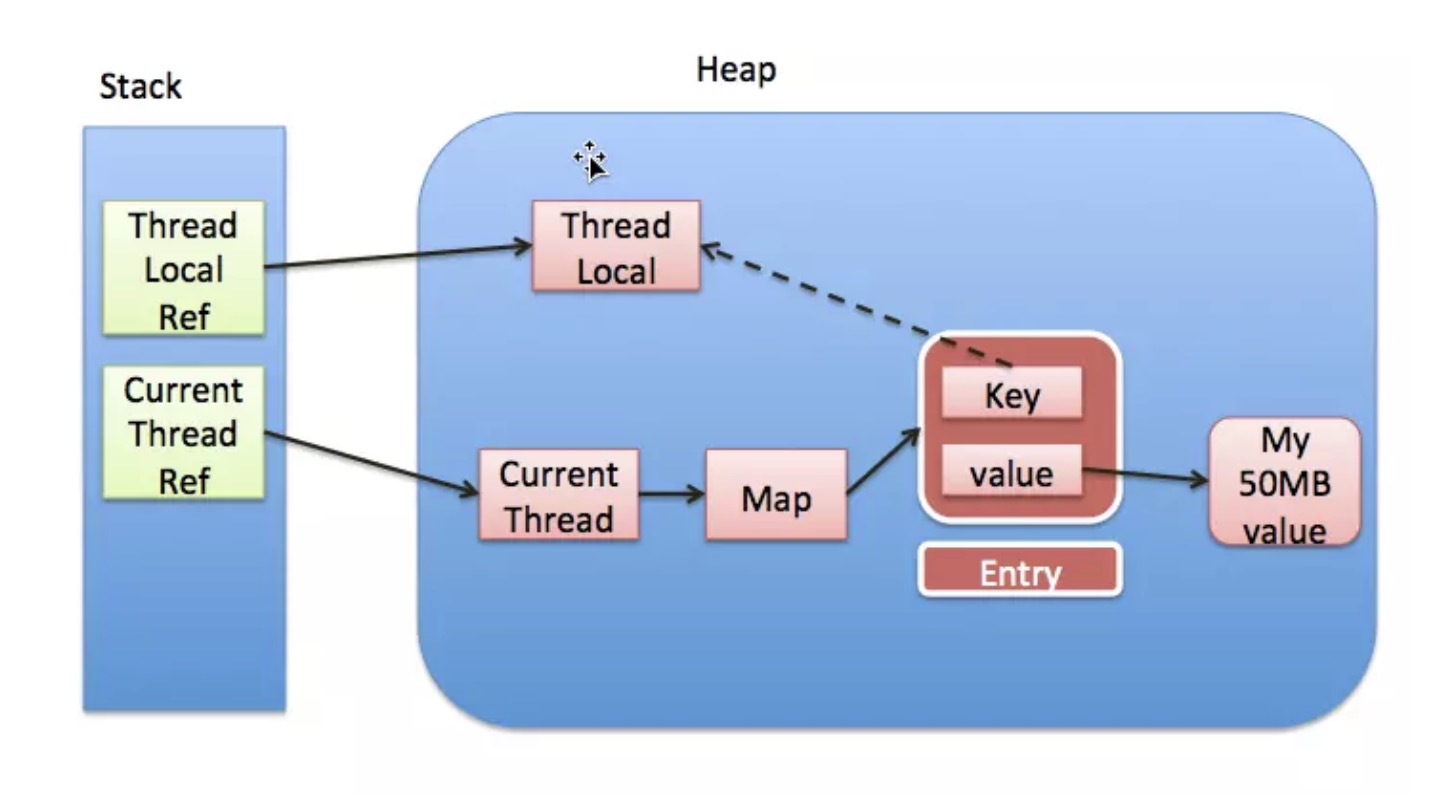 Stack
Heap
Thread
Local
Ref
Thread
Local
Current
Thread
Ref
Current
Thread
Map
Key
value
Entry
My
50MB
value